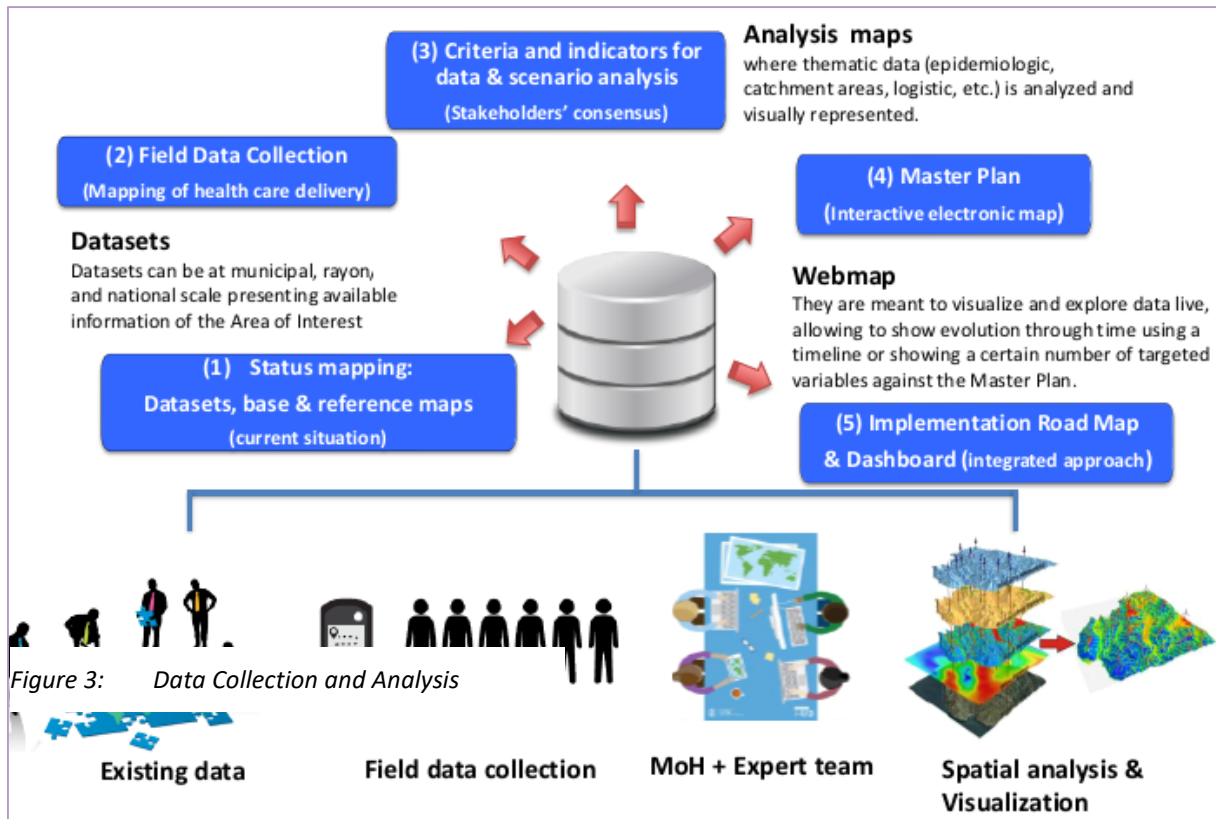 (3) Criteria and indicators for
data & scenario analysis
(Stakeholders’ consensus)
Analysis maps
where thematic data (epidemiologic,
catchment areas, logistic, etc.) is analyzed and
visually represented.
(2) Field Data Collection
(Mapping of health care delivery)
(4) Master Plan
(Interactive electronic map)
Datasets
Datasets can be at municipal, rayon,
and national scale presenting available
information of the Area of Interest
Webmap
They are meant to visualize and explore data live,
allowing to show evolution through time using a
timeline or showing a certain number of targeted
variables against the Master Plan.
(1) Status mapping:
Datasets, base & reference maps
(current situation)
(5) Implementation Road Map
& Dashboard (integrated approach)
Figure 3: Data Collection and Analysis
Existing data
Field data collection
MoH + Expert team
Spatial analysis &
Visualization